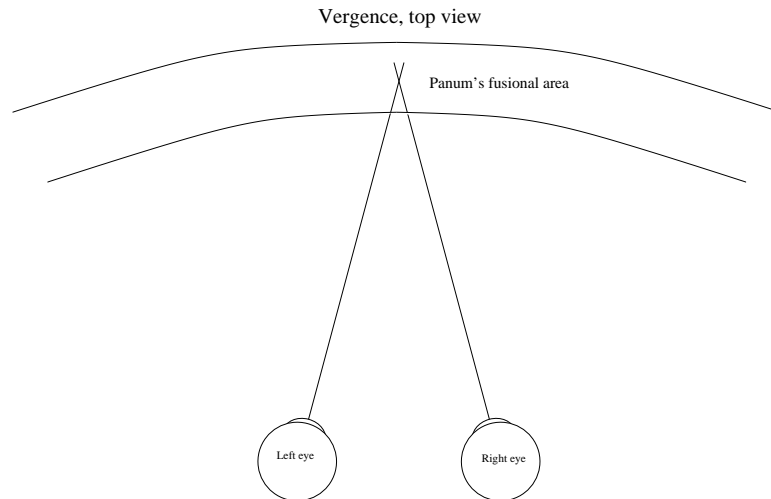 Vergence, top view
Panum's fusional area
Left eye
Right eye